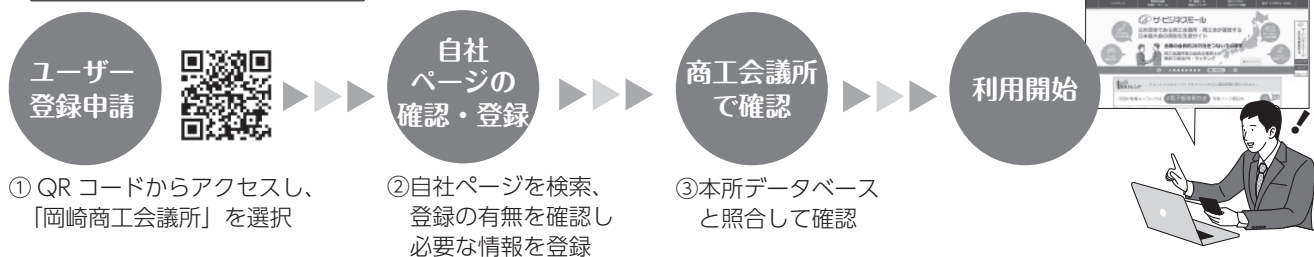 ユーザー
登録申請
自社
ページの
確認・登録
商工会議所
で確認
利用開始
① QR コードからアクセスし、
「岡崎商工会議所」を選択
②自社ページを検索、
登録の有無を確認し
必要な情報を登録
③本所データベース
と照合して確認
ザ・ビジネスモール